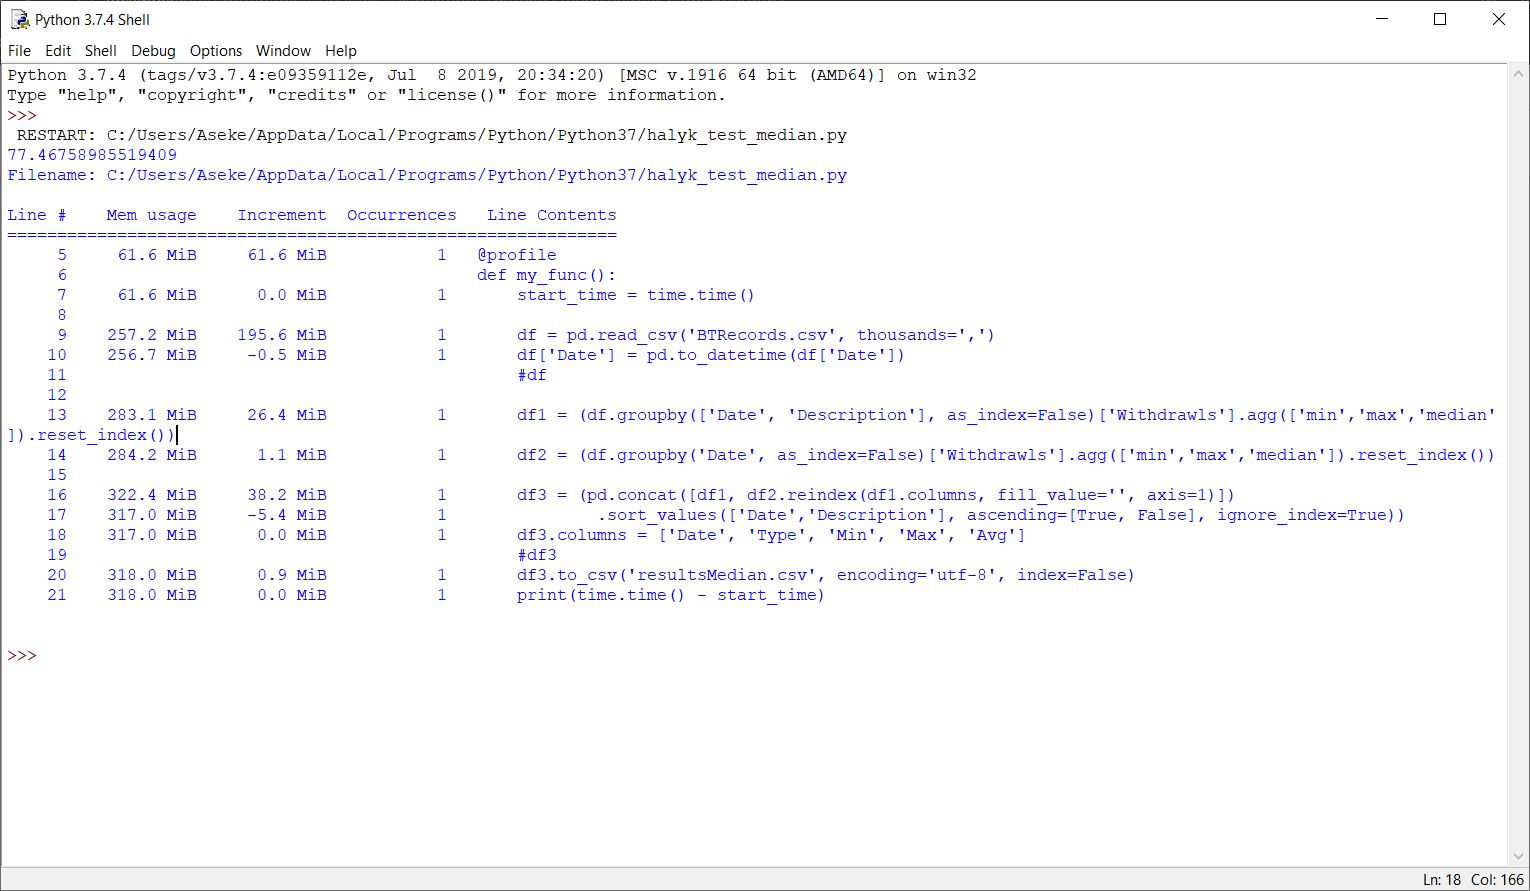 Python 3.7.4 Shell
File Edit Shell Debug Options Window Help
Python 3.7.4 (tags/v3.7.4:e09359112e, Jul  8 2019, 20:34:20) [MSC v.1916 64 bit (AMD64)] on win32
Type "help", "copyright", "credits" or "license()" for more information.
>>>
 RESTART: C:/Users/Aseke/AppData/Local/Programs/Python/Python37/halyk_test_median.py
77.46758985519409
Filename: C:/Users/Aseke/AppData/Local/Programs/Python/Python37/halyk_test_median.py
Line #    Mem usage    Increment  Occurrences   Line Contents
=============================================================
     5     61.6 MiB     61.6 MiB           1   @profile
     6                                         def my_func():
     7     61.6 MiB      0.0 MiB           1       start_time = time.time()
     8
     9    257.2 MiB    195.6 MiB           1       df = pd.read_csv('BTRecords.csv', thousands=',')
    10    256.7 MiB     -0.5 MiB           1       df['Date'] = pd.to_datetime(df['Date'])
    11                                             #df
    12
    13    283.1 MiB     26.4 MiB           1       df1 = (df.groupby(['Date', 'Description'], as_index=False)['Withdrawls'].agg(['min','max','median'
]).reset_index())
    14    284.2 MiB      1.1 MiB           1       df2 = (df.groupby('Date', as_index=False)['Withdrawls'].agg(['min','max','median']).reset_index())
    15
    16    322.4 MiB     38.2 MiB           1       df3 = (pd.concat([df1, df2.reindex(df1.columns, fill_value='', axis=1)])
    17    317.0 MiB     -5.4 MiB           1               .sort_values(['Date','Description'], ascending=[True, False], ignore_index=True))
    18    317.0 MiB      0.0 MiB           1       df3.columns = ['Date', 'Type', 'Min', 'Max', 'Avg']
    19                                             #df3
    20    318.0 MiB      0.9 MiB           1       df3.to_csv('resultsMedian.csv', encoding='utf-8', index=False)
    21    318.0 MiB      0.0 MiB           1       print(time.time() - start_time)
>>>
Ln: 18 Col: 166